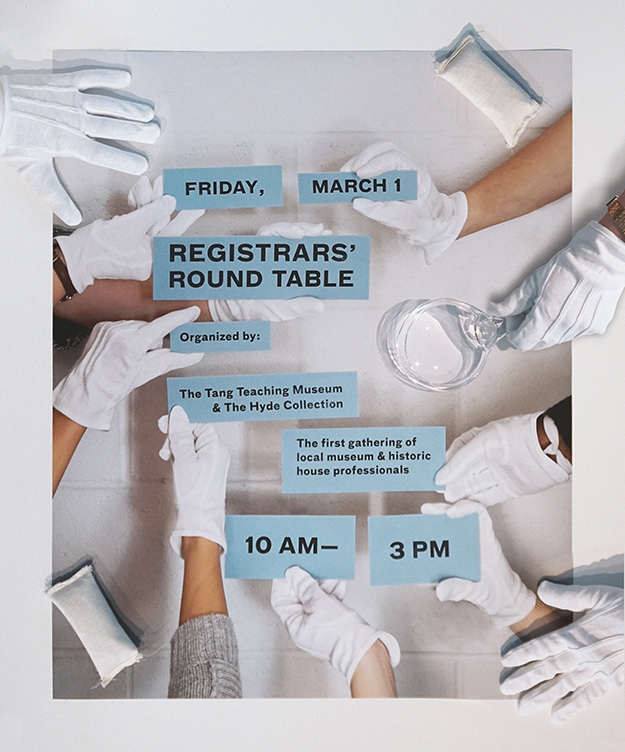 FRIDAY,
MARCH 1
REGISTRARS'
ROUND TABLE
Organized by:
The Tang Teaching Museum
& The Hyde Collection
The first gathering of
local museum & historic
house professionals
10 AM—
3 PM